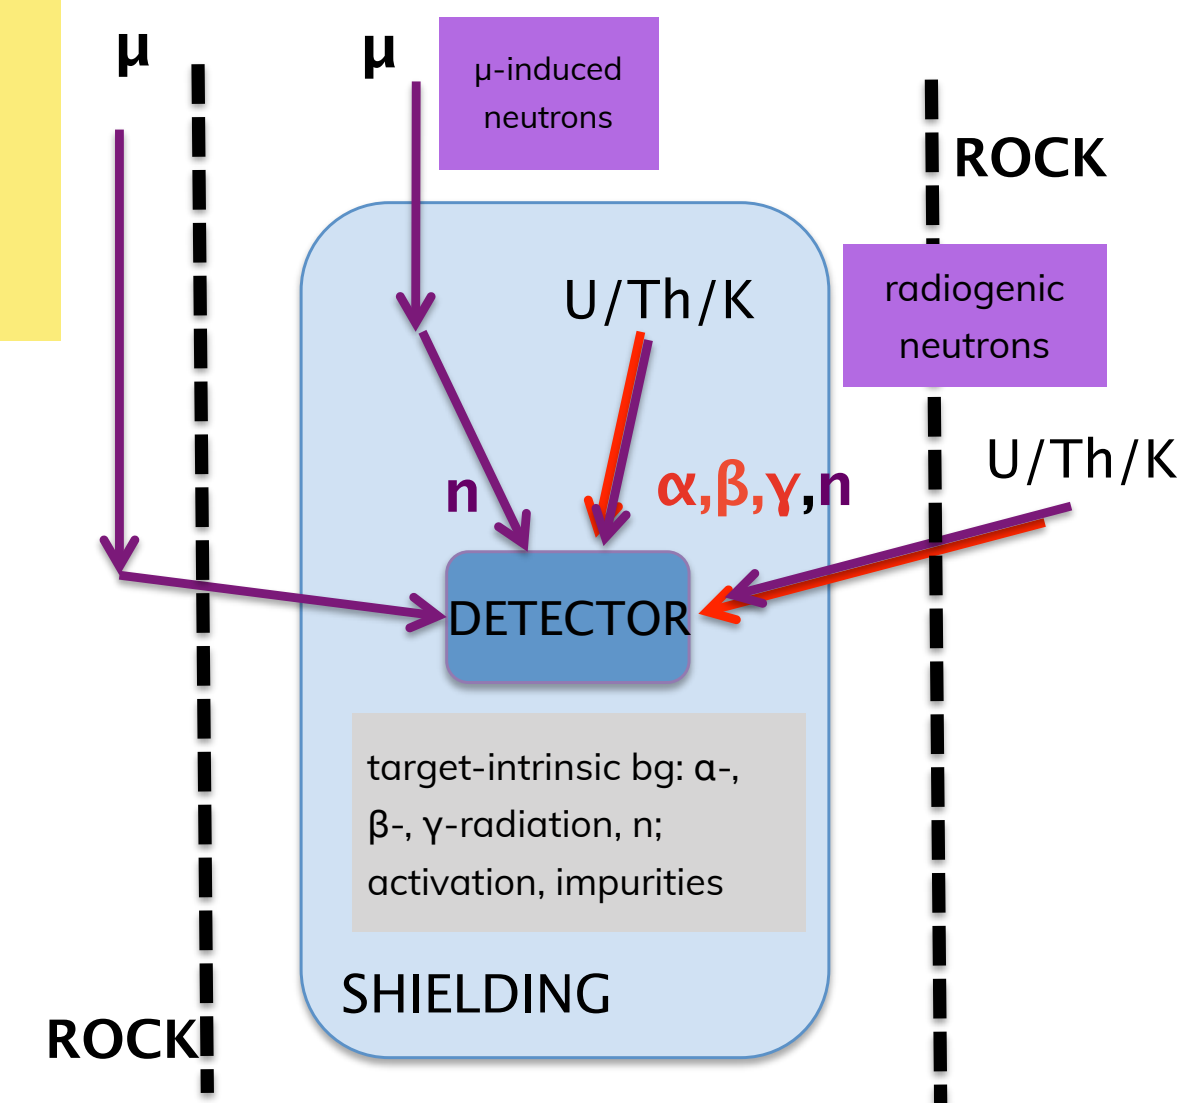 μ
μ
μ-induced
neutrons
ROCK
U/Th/K
radiogenic
neutrons
U/Th/K
n
α,β,γ,n
DETECTOR
target-intrinsic bg: α-,
β-, γ-radiation, n;
activation, impurities
SHIELDING
ROCK